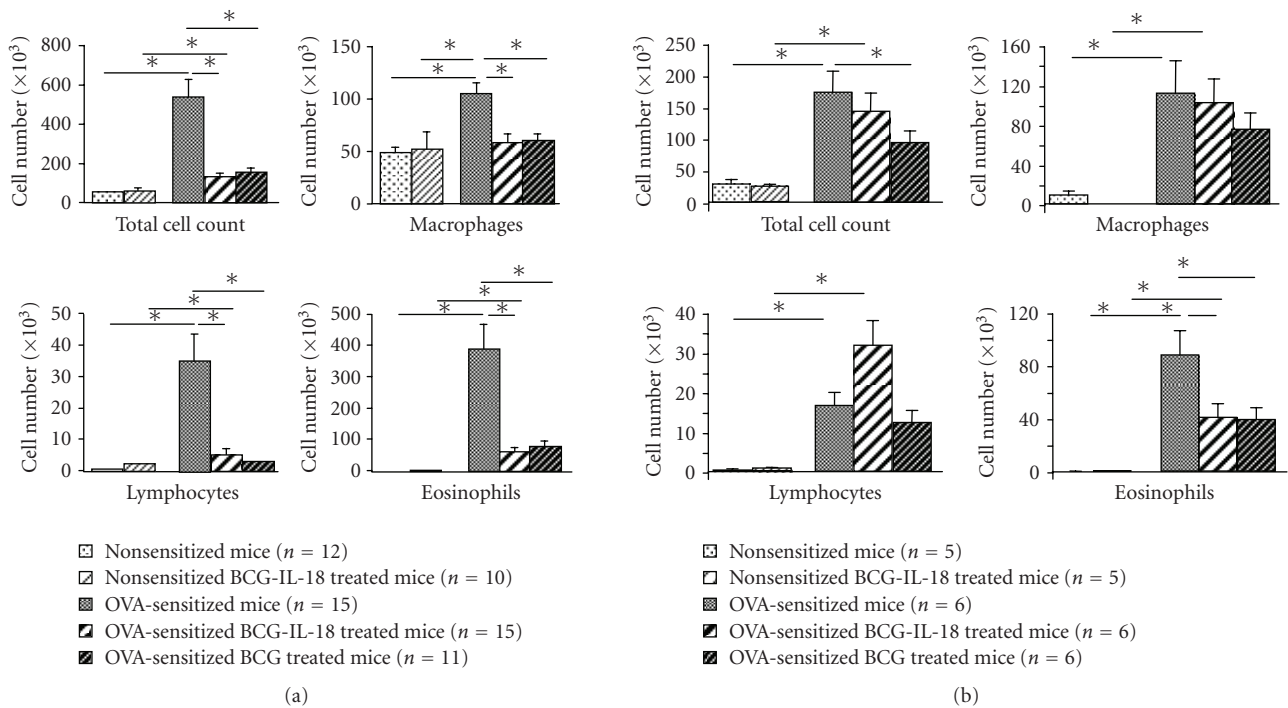 Cell number (×10³)
800
600
400
200
0
∗
∗
∗
∗
Total cell count
Cell number (×10³)
150
100
50
0
∗
∗
∗
∗
∗
Macrophages
Cell number (×10³)
50
40
30
20
10
0
∗
∗
∗
∗
Lymphocytes
Cell number (×10³)
500
400
300
200
100
0
∗
∗
∗
∗
Eosinophils
Nonsensitized mice (n = 12)
Nonsensitized BCG-IL-18 treated mice (n = 10)
OVA-sensitized mice (n = 15)
OVA-sensitized BCG-IL-18 treated mice (n = 15)
OVA-sensitized BCG treated mice (n = 11)
(a)
Cell number (×10³)
250
200
150
100
50
0
∗
∗
∗
∗
Total cell count
Cell number (×10³)
160
120
80
40
0
∗
∗
Macrophages
Cell number (×10³)
40
30
20
10
0
∗
∗
Lymphocytes
Cell number (×10³)
120
80
40
0
∗
∗
∗
∗
Eosinophils
Nonsensitized mice (n = 5)
Nonsensitized BCG-IL-18 treated mice (n = 5)
OVA-sensitized mice (n = 6)
OVA-sensitized BCG-IL-18 treated mice (n = 6)
OVA-sensitized BCG treated mice (n = 6)
(b)